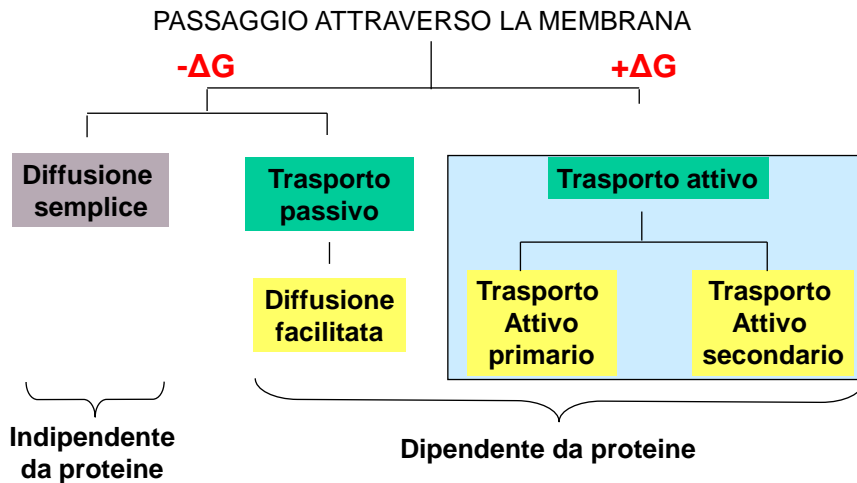 PASSAGGIO ATTRAVERSO LA MEMBRANA
-ΔG
+ΔG
Diffusione
semplice
Trasporto
passivo
Trasporto attivo
Diffusione
facilitata
Trasporto
Attivo
primario
Trasporto
Attivo
secondario
Indipendente
da proteine
Dipendente da proteine